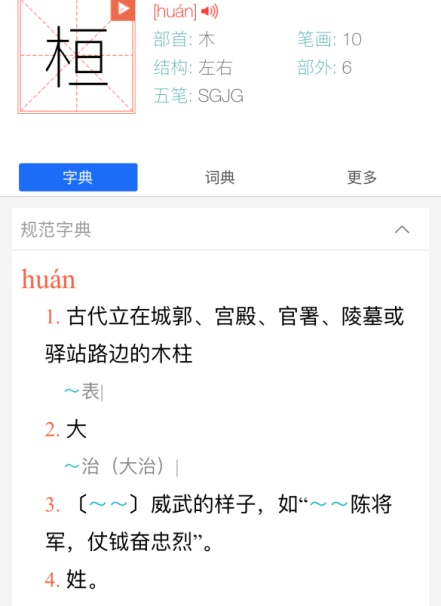 桓
[huán]
部首: 木 笔画: 10
结构: 左右 部外: 6
五笔: SGJG
字典 词典 更多
规范字典
huán
1. 古代立在城郭、宫殿、官署、陵墓或
驿站路边的木柱
～表|
2. 大
～治（大治）|
3. 〔～～〕威武的样子，如“～～陈将
军，仗钺奋忠烈”。
4. 姓。